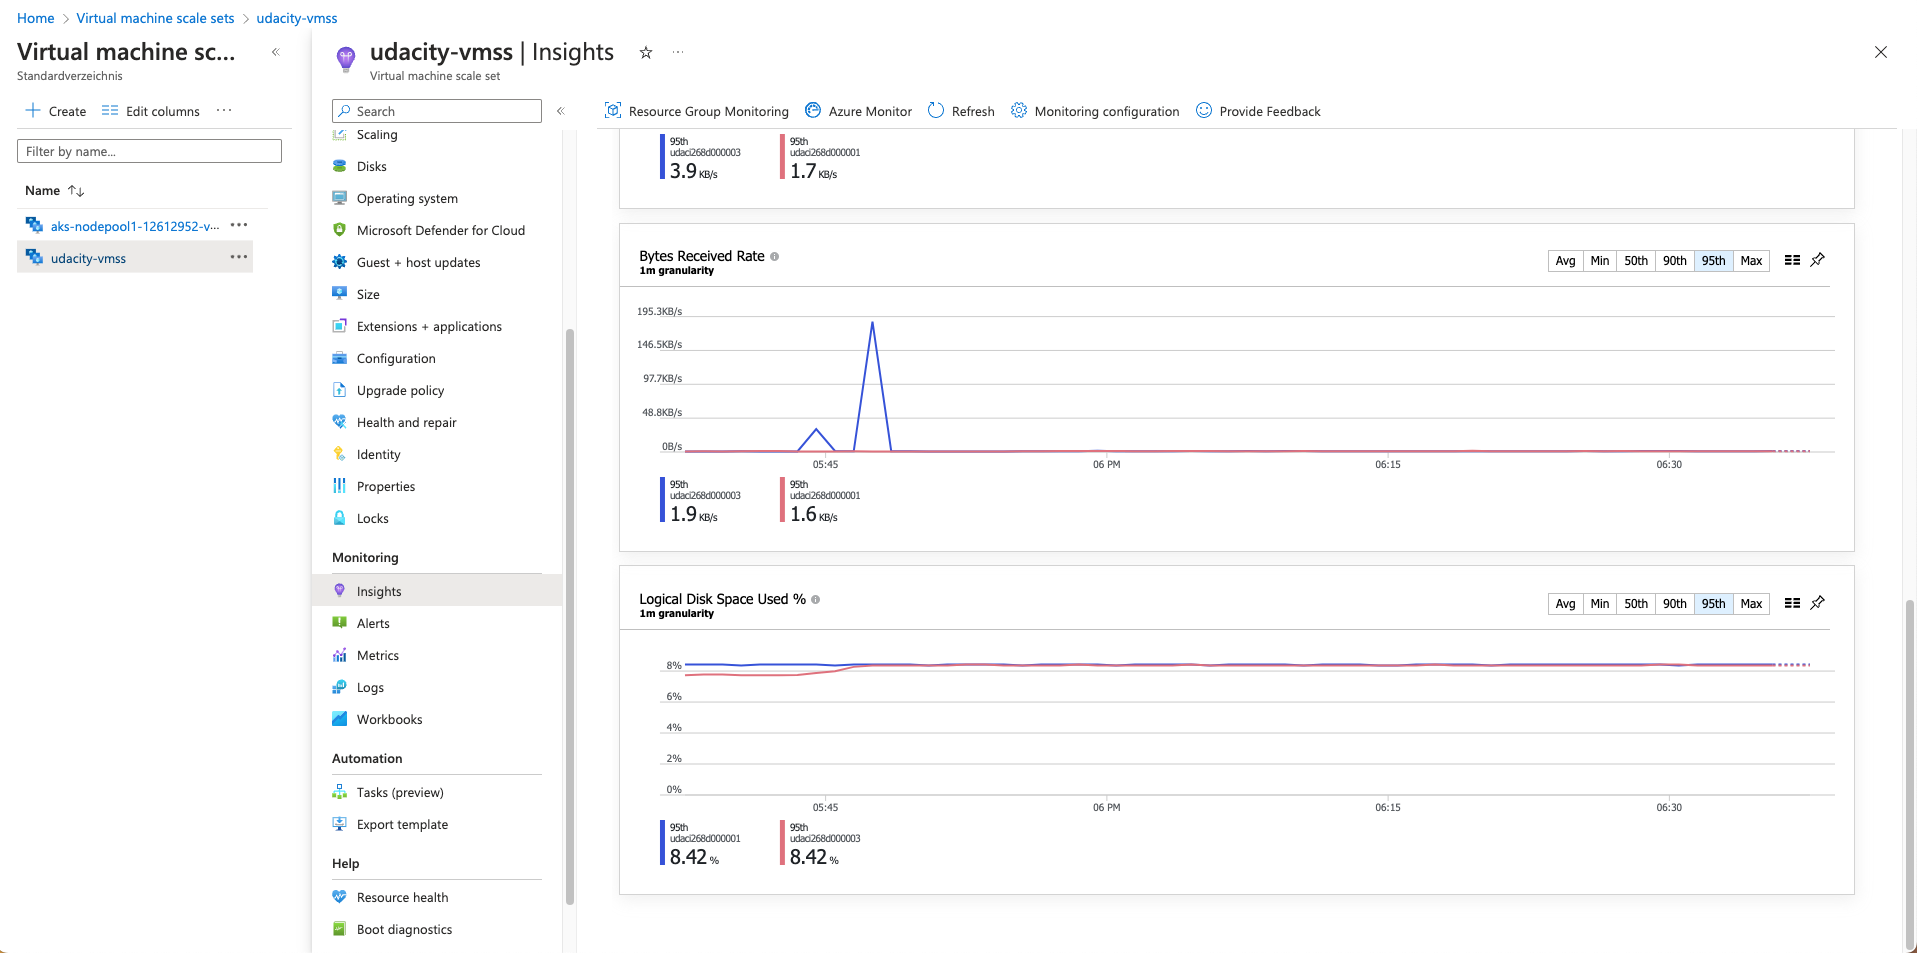 Home > Virtual machine scale sets > udacity-vmss
Virtual machine sc... «
Standardverzeichnis
+ Create Edit columns ...
Filter by name...
Name ↑↓
aks-nodepool1-12612952-v... ...
udacity-vmss ...
udacity-vmss | Insights ☆ ...
Virtual machine scale set
Search «
Scaling
Disks
Operating system
Microsoft Defender for Cloud
Guest + host updates
Size
Extensions + applications
Configuration
Upgrade policy
Health and repair
Identity
Properties
Locks
Monitoring
Insights
Alerts
Metrics
Logs
Workbooks
Automation
Tasks (preview)
Export template
Help
Resource health
Boot diagnostics
Resource Group Monitoring Azure Monitor Refresh Monitoring configuration Provide Feedback
95th 95th
udaci268d000003 udaci268d000001
3.9 KB/s 1.7 KB/s
Bytes Received Rate
1m granularity
Avg Min 50th 90th 95th Max
195.3KB/s
146.5KB/s
97.7KB/s
48.8KB/s
0B/s
05:45 06 PM 06:15 06:30
95th 95th
udaci268d000003 udaci268d000001
1.9 KB/s 1.6 KB/s
Logical Disk Space Used %
1m granularity
Avg Min 50th 90th 95th Max
8%
6%
4%
2%
0%
05:45 06 PM 06:15 06:30
95th 95th
udaci268d000001 udaci268d000003
8.42 % 8.42 %